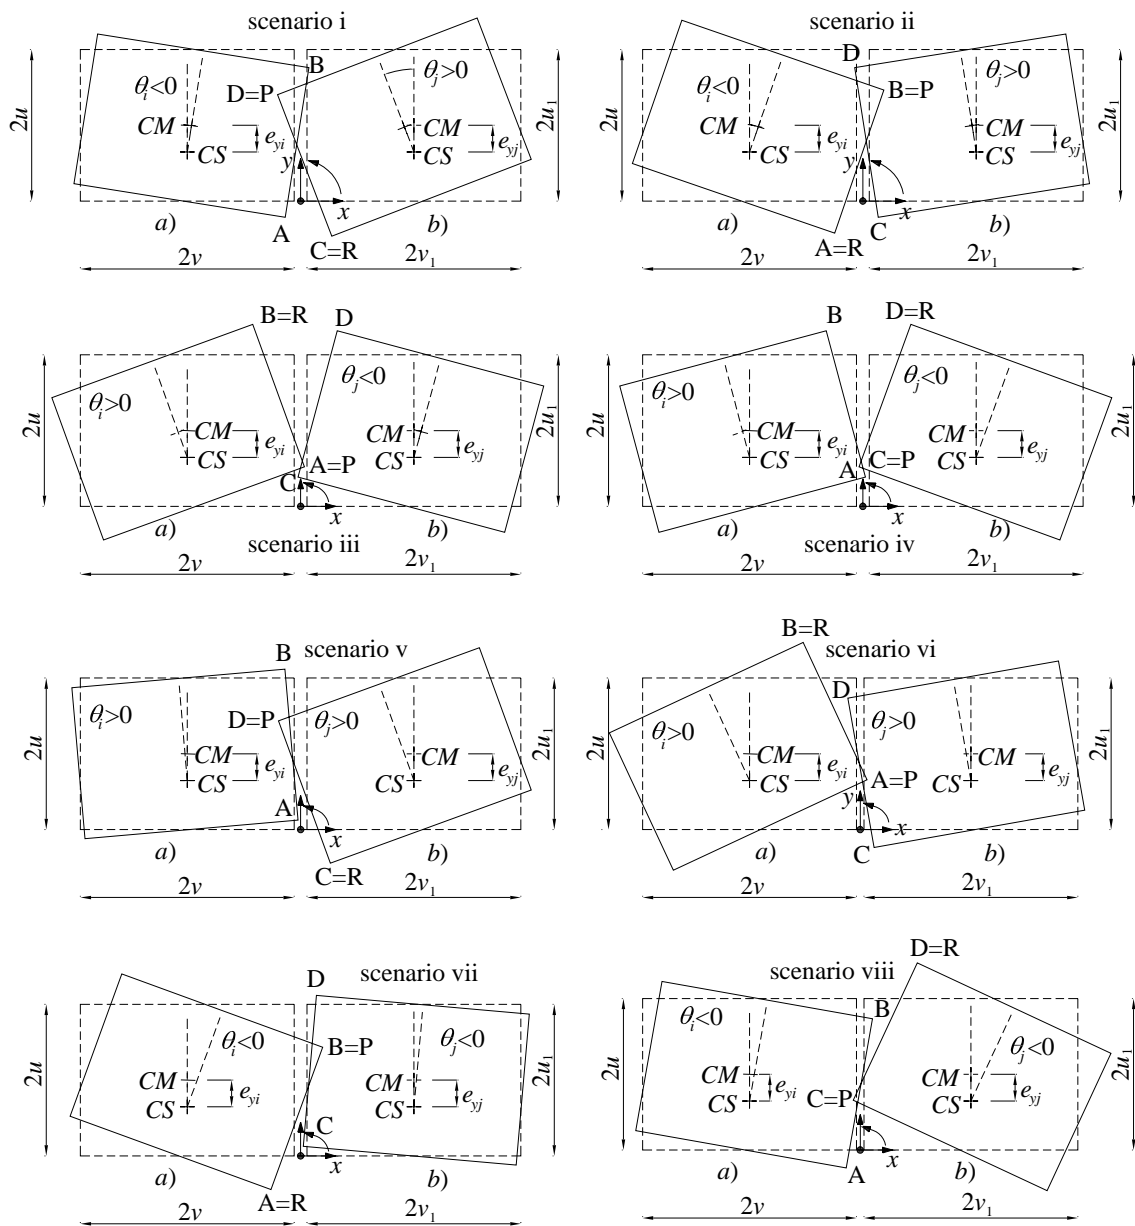 scenario i
θi<0
D=P
B
θj>0
2u
CM
eyi
CS
y
CM
CS
eyj
2u1
x
a)
A
b)
C=R
2v
2v1
scenario ii
D
θi<0
B=P
θj>0
2u
CM
eyi
CS
y
CM
CS
eyj
2u1
x
a)
C
b)
A=R
2v
2v1
B=R
D
θi>0
θj<0
2u
CM
eyi
CS
A=P
C
CM
CS
eyj
2u1
x
a)
b)
scenario iii
2v
2v1
B
D=R
θi>0
θj<0
2u
CM
eyi
CS
A
C=P
CM
CS
eyj
2u1
x
a)
b)
scenario iv
2v
2v1
scenario v
B
θi>0
D=P
θj>0
2u
CM
eyi
CS
A
CM
CS
eyj
2u1
x
a)
b)
C=R
2v
2v1
B=R
scenario vi
D
θi>0
θj>0
2u
CM
eyi
CS
A=P
y
CM
CS
eyj
2u1
x
a)
C
b)
2v
2v1
scenario vii
D
θi<0
B=P
θj<0
2u
CM
eyi
CS
C
CM
CS
eyj
2u1
x
a)
b)
A=R
2v
2v1
D=R
scenario viii
θi<0
B
θj<0
2u
CM
eyi
CS
C=P
CM
CS
eyj
2u1
x
a)
A
b)
2v
2v1